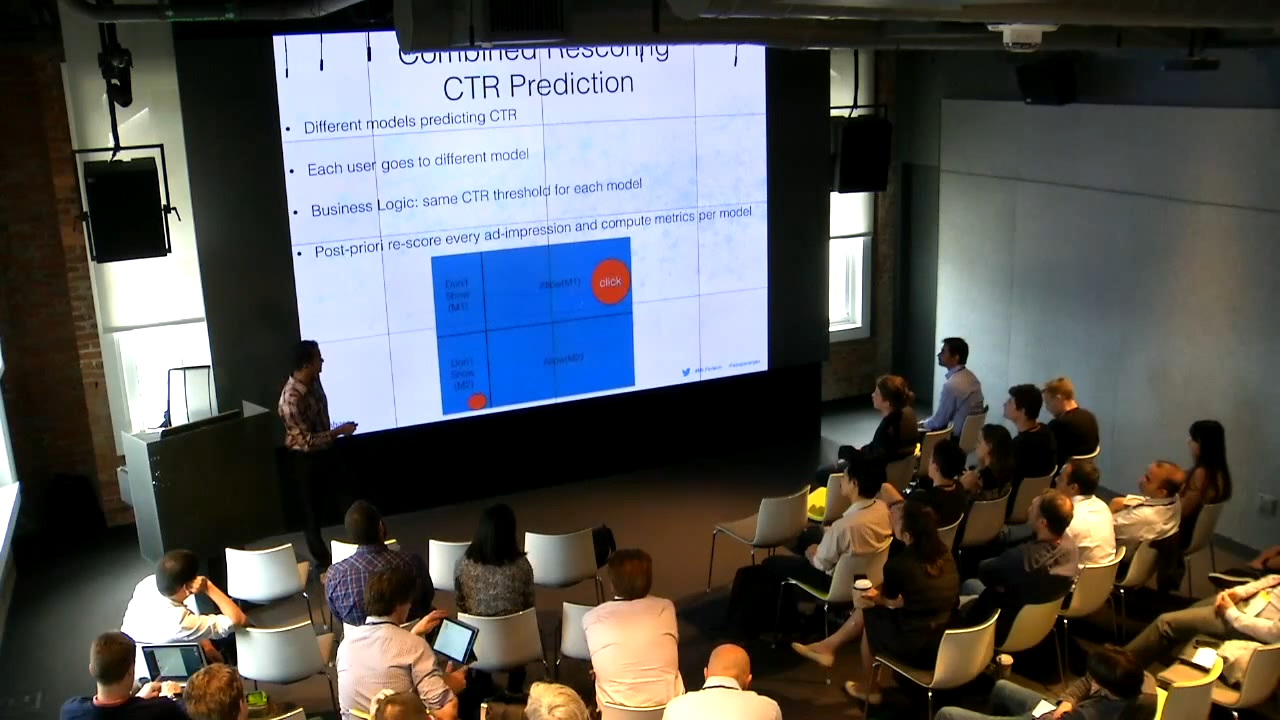 Combined Rescoring
CTR Prediction
• Different models predicting CTR
• Each user goes to different model
• Business Logic: same CTR threshold for each model
• Post-priori re-score every ad-impression and compute metrics per model
Don't
Show
(M1)
Allow(M1)
click
Don't
Show
(M2)
Allow(M2)